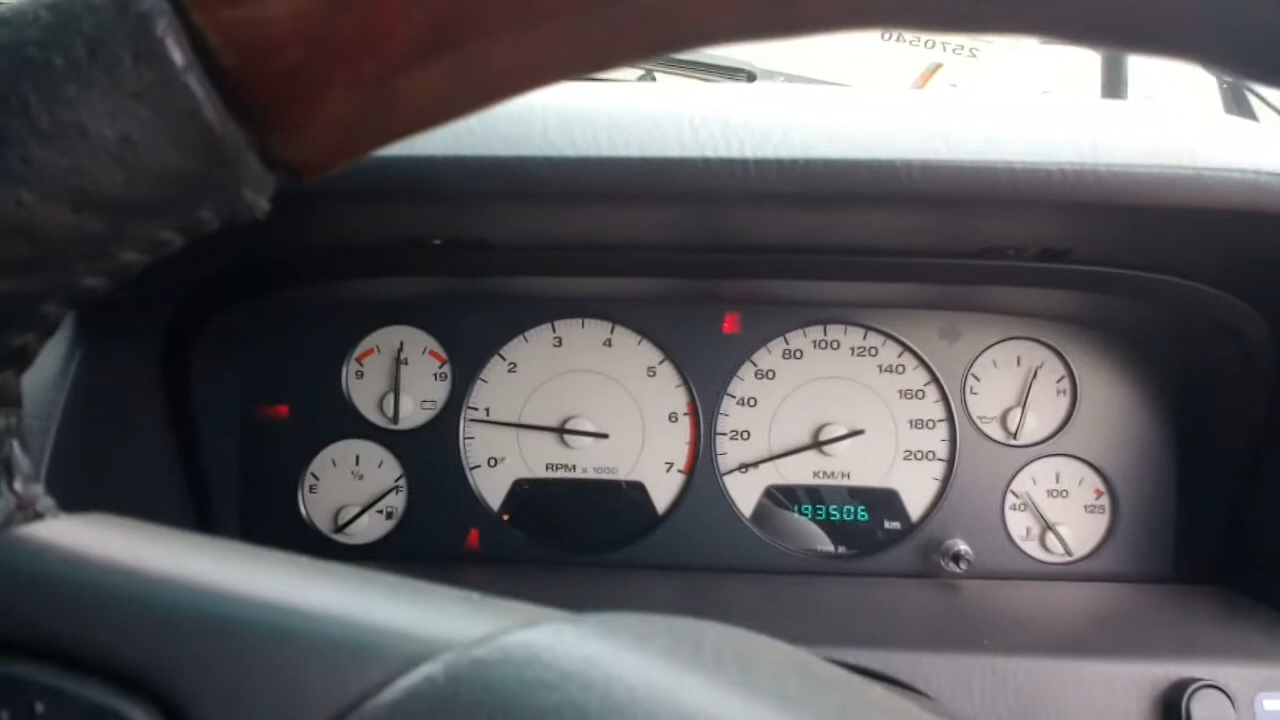 2570540
9 14 19
E ½ F
0 1 2 3 4 5 6 7
RPM x 1000
0 20 40 60 80 100 120 140 160 180 200
KM/H
193506 km
L H
40 100 125